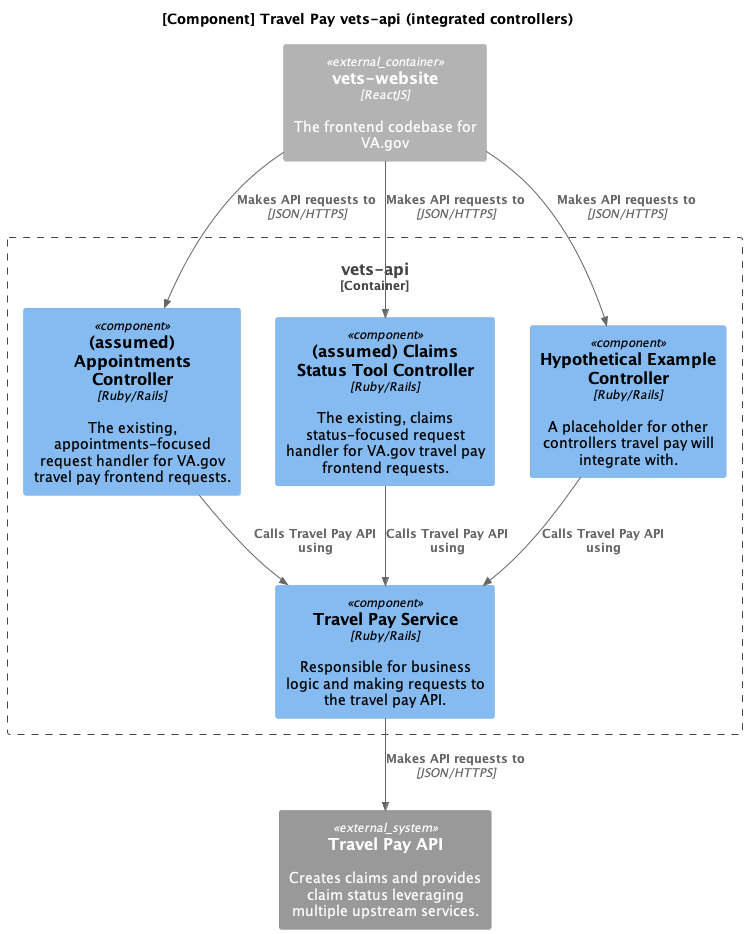 [Component] Travel Pay vets-api (integrated controllers)
«external_container»
vets-website
[ReactJS]
The frontend codebase for
VA.gov
Makes API requests to
[JSON/HTTPS]
Makes API requests to
[JSON/HTTPS]
Makes API requests to
[JSON/HTTPS]
vets-api
[Container]
«component»
(assumed)
Appointments
Controller
[Ruby/Rails]
The existing,
appointments-focused
request handler for VA.gov
travel pay frontend requests.
«component»
(assumed) Claims
Status Tool Controller
[Ruby/Rails]
The existing, claims
status-focused request
handler for VA.gov travel pay
frontend requests.
«component»
Hypothetical Example
Controller
[Ruby/Rails]
A placeholder for other
controllers travel pay will
integrate with.
Calls Travel Pay API
using
Calls Travel Pay API
using
Calls Travel Pay API
using
«component»
Travel Pay Service
[Ruby/Rails]
Responsible for business
logic and making requests to
the travel pay API.
Makes API requests to
[JSON/HTTPS]
«external_system»
Travel Pay API
Creates claims and provides
claim status leveraging
multiple upstream services.